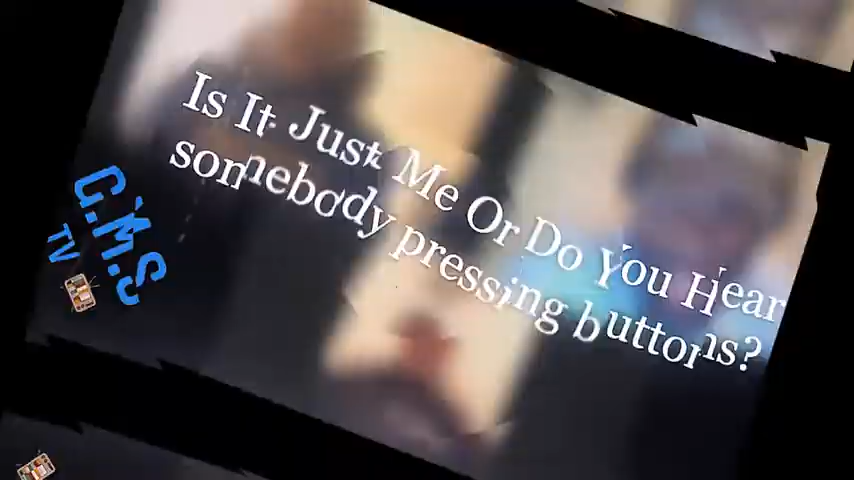 Is It Just Me Or Do You Hear
somebody pressing buttons?
G.M.S
TV